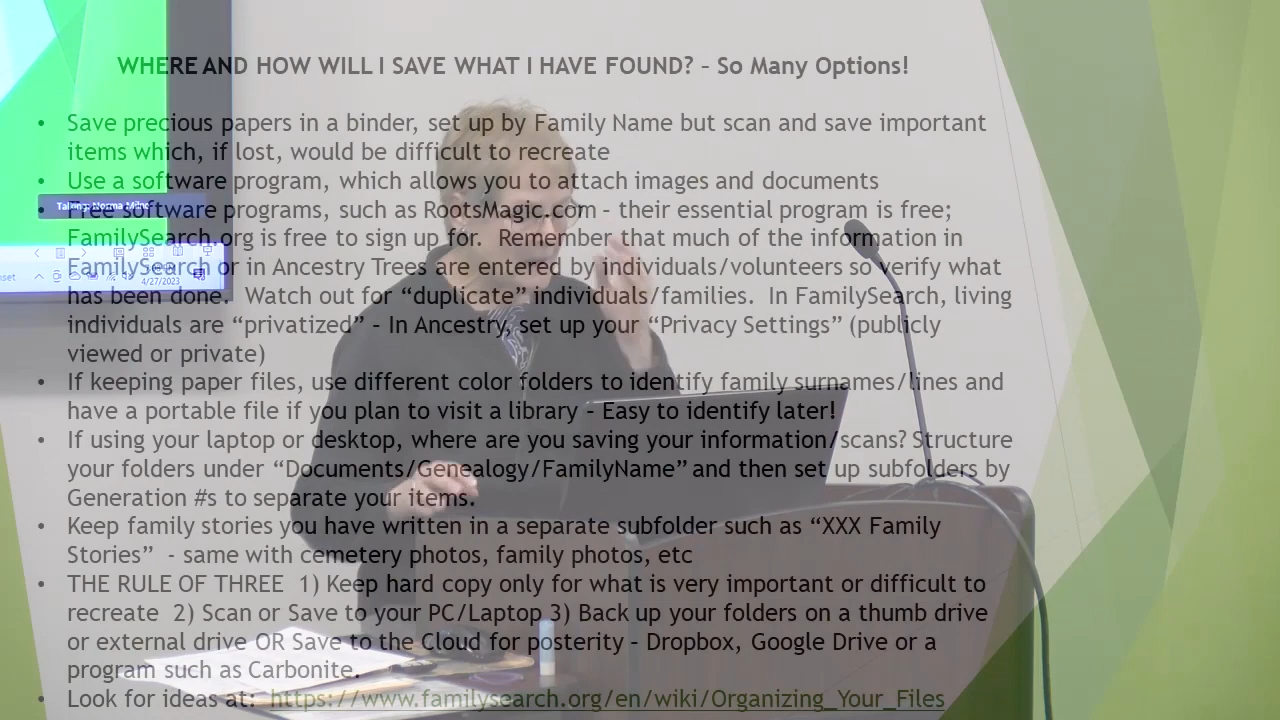 WHERE AND HOW WILL I SAVE WHAT I HAVE FOUND? – So Many Options!
• Save precious papers in a binder, set up by Family Name but scan and save important
items which, if lost, would be difficult to recreate
• Use a software program, which allows you to attach images and documents
• Free software programs, such as RootsMagic.com – their essential program is free;
FamilySearch.org is free to sign up for.  Remember that much of the information in
FamilySearch or in Ancestry Trees are entered by individuals/volunteers so verify what
has been done.  Watch out for “duplicate” individuals/families.  In FamilySearch, living
individuals are “privatized” – In Ancestry, set up your “Privacy Settings” (publicly
viewed or private)
• If keeping paper files, use different color folders to identify family surnames/lines and
have a portable file if you plan to visit a library – Easy to identify later!
• If using your laptop or desktop, where are you saving your information/scans? Structure
your folders under “Documents/Genealogy/FamilyName” and then set up subfolders by
Generation #s to separate your items.
• Keep family stories you have written in a separate subfolder such as “XXX Family
Stories”  - same with cemetery photos, family photos, etc
• THE RULE OF THREE  1) Keep hard copy only for what is very important or difficult to
recreate  2) Scan or Save to your PC/Laptop 3) Back up your folders on a thumb drive
or external drive OR Save to the Cloud for posterity – Dropbox, Google Drive or a
program such as Carbonite.
• Look for ideas at:  https://www.familysearch.org/en/wiki/Organizing_Your_Files
Talking: Norma Milne
nset
4/27/2023